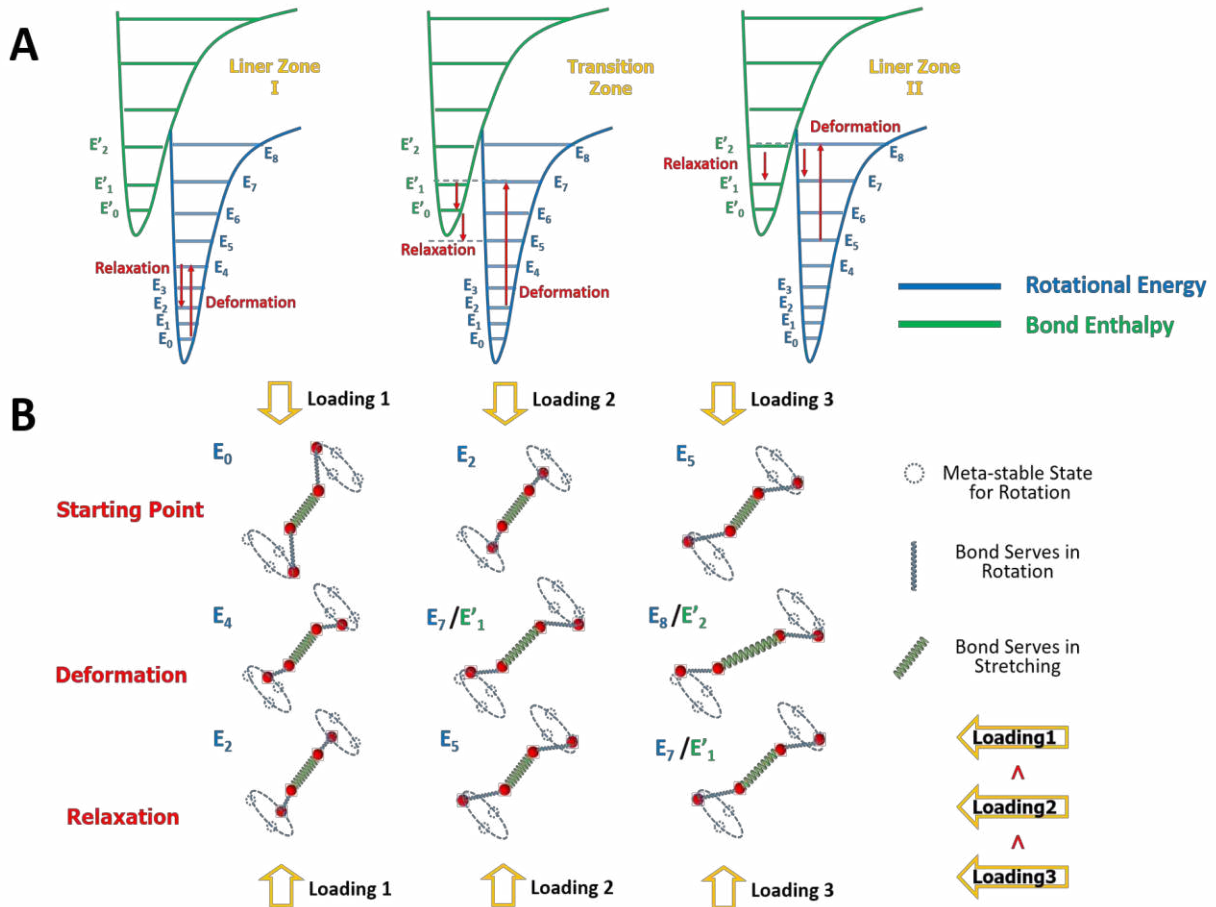 A
Liner Zone
I
Transition
Zone
Liner Zone
II
E'2
E'1
E'0
E8
E7
E6
E5
E4
E3
E2
E1
E0
Relaxation
Deformation
E'2
E'1
E'0
E8
E7
E6
E5
E4
E3
E2
E1
E0
Relaxation
Deformation
E'2
E'1
E'0
E8
E7
E6
E5
E4
E3
E2
E1
E0
Deformation
Relaxation
Rotational Energy
Bond Enthalpy
B
Loading 1
Loading 2
Loading 3
Starting Point
E0
E2
E5
Deformation
E4
E7/E'1
E8/E'2
Relaxation
E2
E5
E7/E'1
Loading 1
Loading 2
Loading 3
Meta-stable State
for Rotation
Bond Serves in
Rotation
Bond Serves in
Stretching
Loading1
^
Loading2
^
Loading3